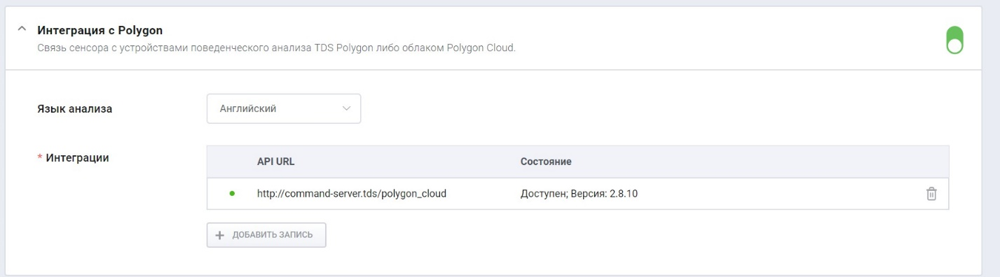 Интеграция с Polygon
Связь сенсора с устройствами поведенческого анализа TDS Polygon либо облаком Polygon Cloud.
Язык анализа
Английский
* Интеграции
API URL
Состояние
http://command-server.tds/polygon_cloud
Доступен; Версия: 2.8.10
+ ДОБАВИТЬ ЗАПИСЬ